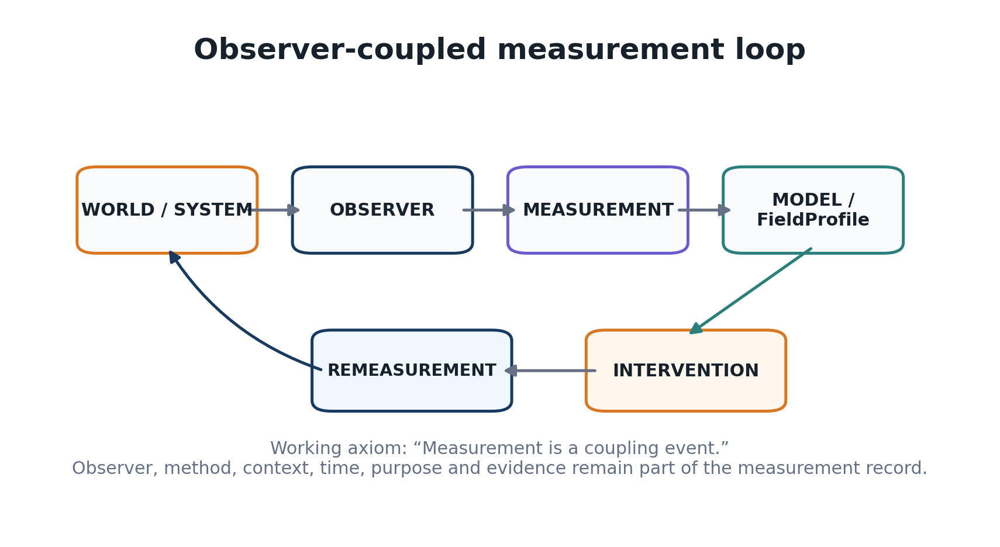 Observer-coupled measurement loop
WORLD / SYSTEM
OBSERVER
MEASUREMENT
MODEL /
FieldProfile
REMEASUREMENT
INTERVENTION
Working axiom: “Measurement is a coupling event.”
Observer, method, context, time, purpose and evidence remain part of the measurement record.